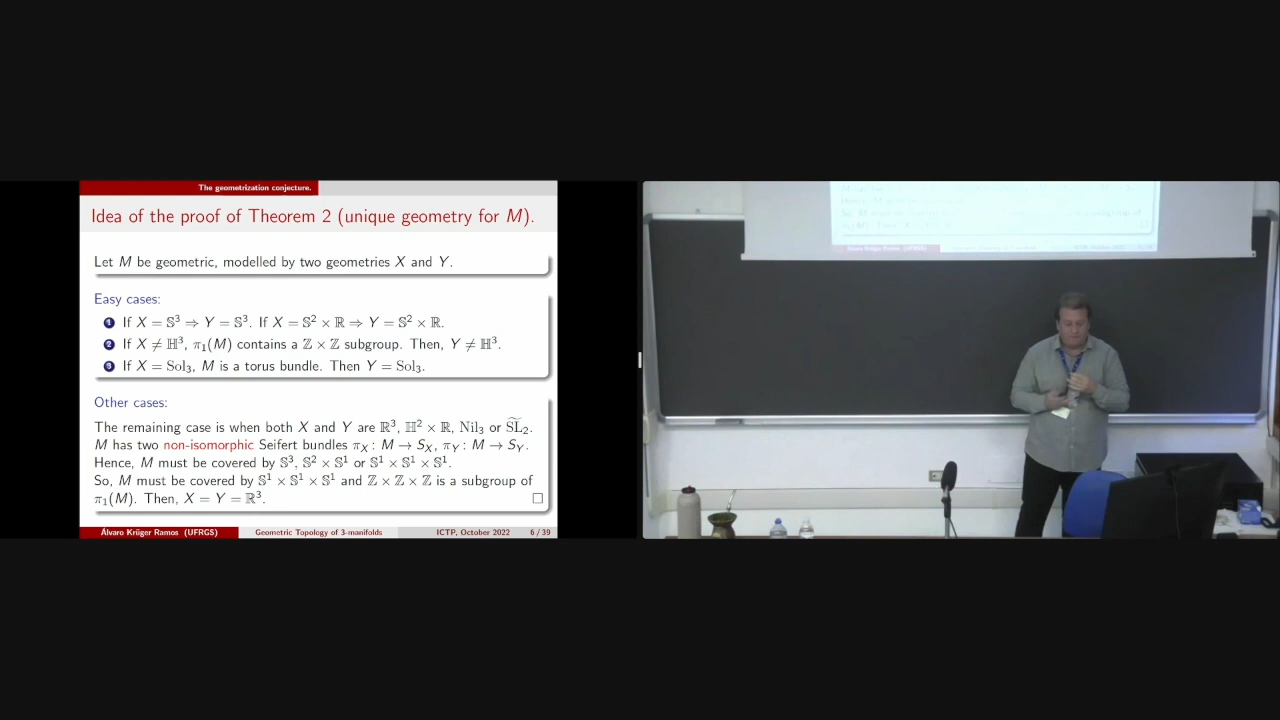 The geometrization conjecture.
Idea of the proof of Theorem 2 (unique geometry for M).
Let M be geometric, modelled by two geometries X and Y.
Easy cases:
1 If X = 𝕊³ ⇒ Y = 𝕊³. If X = 𝕊² × ℝ ⇒ Y = 𝕊² × ℝ.
2 If X ≠ ℍ³, π₁(M) contains a ℤ × ℤ subgroup. Then, Y ≠ ℍ³.
3 If X = Sol₃, M is a torus bundle. Then Y = Sol₃.
Other cases:
The remaining case is when both X and Y are ℝ³, ℍ² × ℝ, Nil₃ or S̃L̃₂.
M has two non-isomorphic Seifert bundles π_X : M → S_X, π_Y : M → S_Y.
Hence, M must be covered by 𝕊³, 𝕊² × 𝕊¹ or 𝕊¹ × 𝕊¹ × 𝕊¹.
So, M must be covered by 𝕊¹ × 𝕊¹ × 𝕊¹ and ℤ × ℤ × ℤ is a subgroup of
π₁(M). Then, X = Y = ℝ³. □
Álvaro Krüger Ramos (UFRGS) Geometric Topology of 3-manifolds ICTP, October 2022 6 / 39